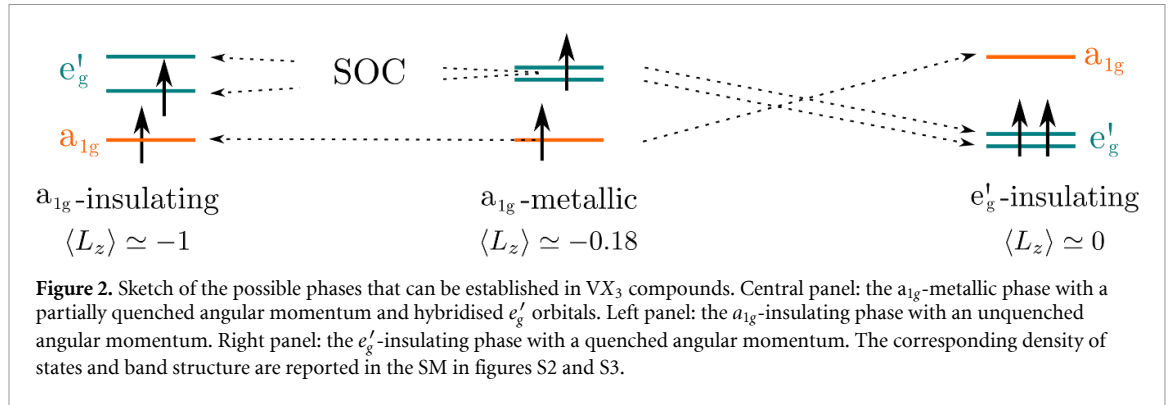 e'g SOC a1g
a1g e'g
a1g-insulating a1g-metallic e'g-insulating
⟨Lz⟩ ≃ −1 ⟨Lz⟩ ≃ −0.18 ⟨Lz⟩ ≃ 0
Figure 2. Sketch of the possible phases that can be established in VX3 compounds. Central panel: the a1g-metallic phase with a
partially quenched angular momentum and hybridised e′g orbitals. Left panel: the a1g-insulating phase with an unquenched
angular momentum. Right panel: the e′g-insulating phase with a quenched angular momentum. The corresponding density of
states and band structure are reported in the SM in figures S2 and S3.